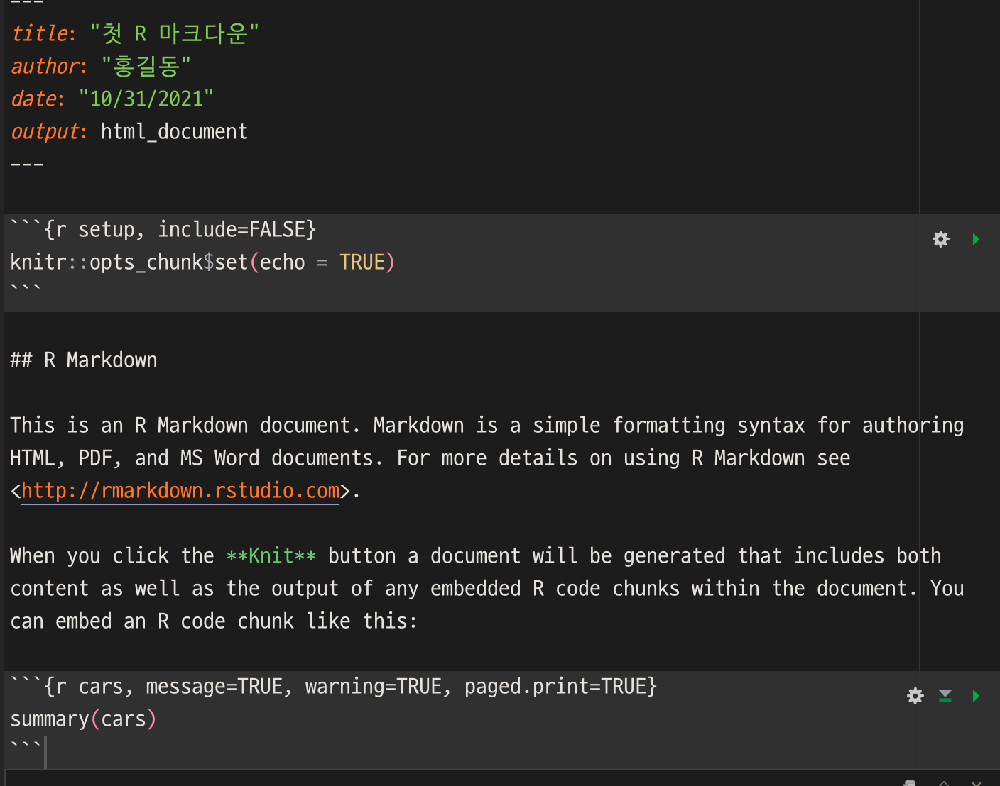 ---
title: "첫 R 마크다운"
author: "홍길동"
date: "10/31/2021"
output: html_document
---
```{r setup, include=FALSE}
knitr::opts_chunk$set(echo = TRUE)
```
## R Markdown
This is an R Markdown document. Markdown is a simple formatting syntax for authoring
HTML, PDF, and MS Word documents. For more details on using R Markdown see
<http://rmarkdown.rstudio.com>.
When you click the **Knit** button a document will be generated that includes both
content as well as the output of any embedded R code chunks within the document. You
can embed an R code chunk like this:
```{r cars, message=TRUE, warning=TRUE, paged.print=TRUE}
summary(cars)
```